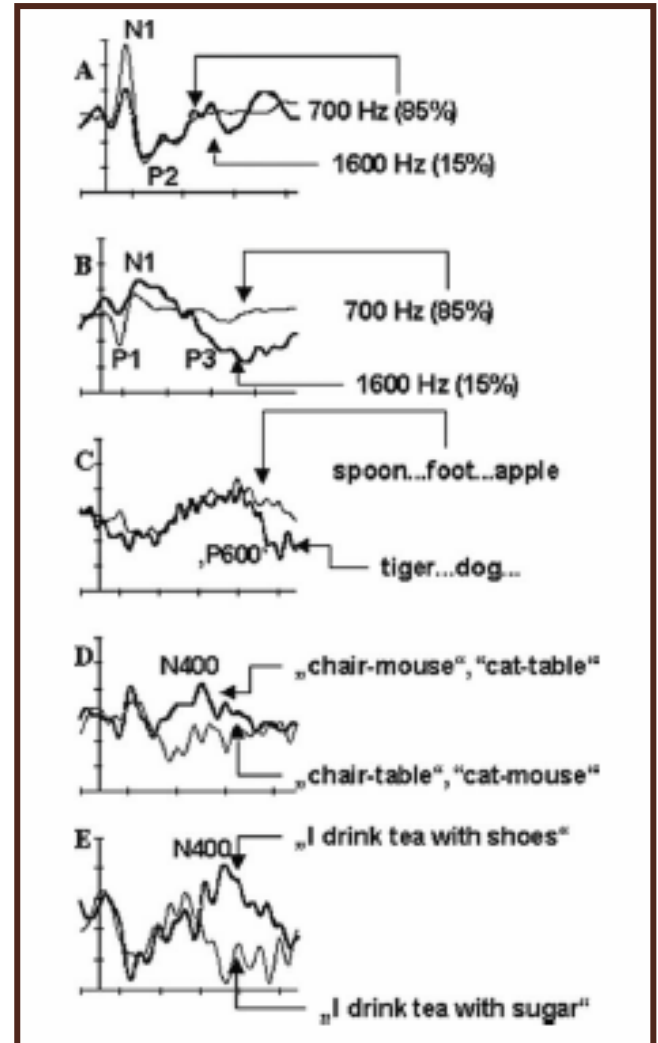 N1
A
700 Hz (85%)
P2
1600 Hz (15%)
B
N1
700 Hz (85%)
P1
P3
1600 Hz (15%)
C
spoon...foot...apple
‚P600‘
tiger...dog...
D
N400
„chair-mouse“, “cat-table“
„chair-table“, “cat-mouse“
E
N400
„I drink tea with shoes“
„I drink tea with sugar“